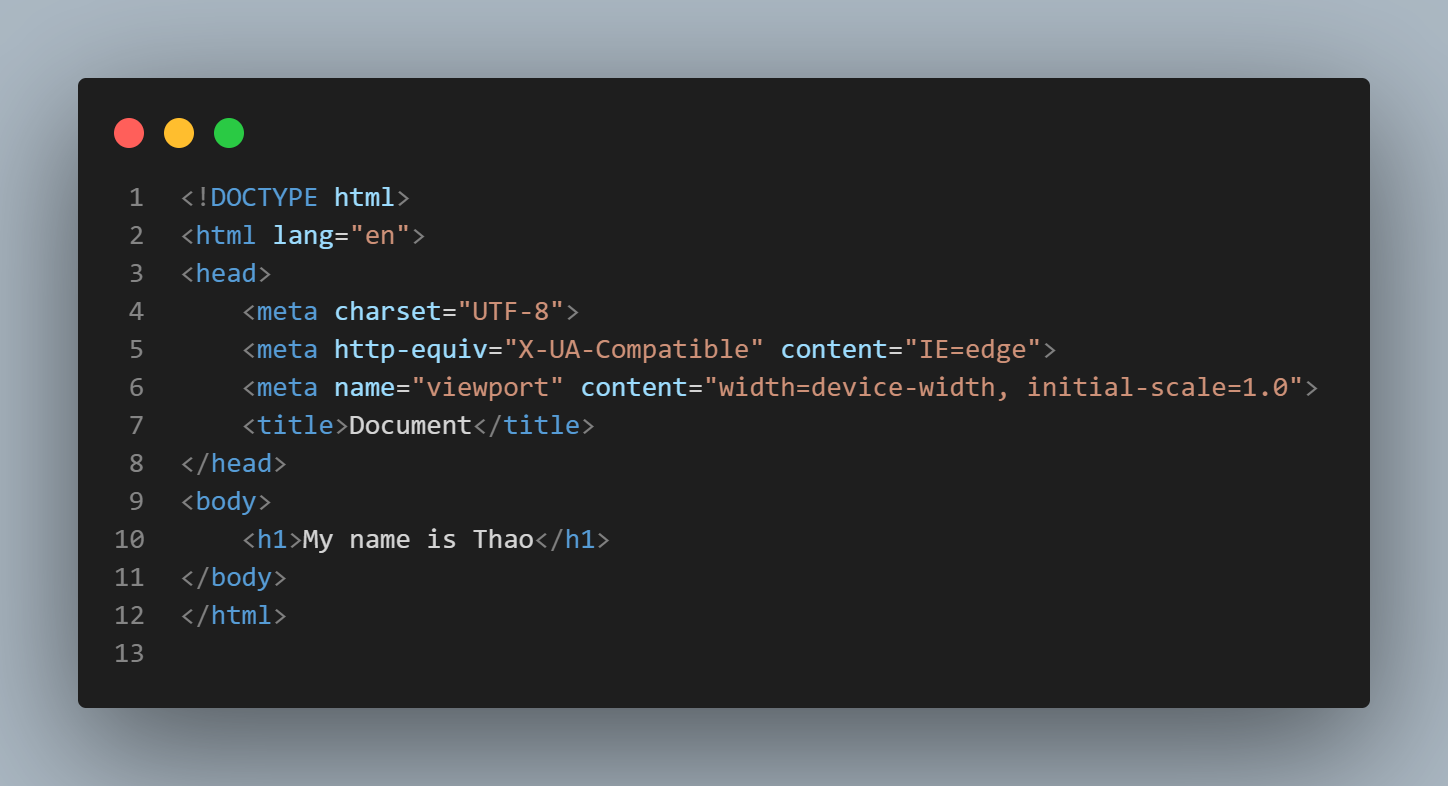 1 <!DOCTYPE html>
2 <html lang="en">
3 <head>
4     <meta charset="UTF-8">
5     <meta http-equiv="X-UA-Compatible" content="IE=edge">
6     <meta name="viewport" content="width=device-width, initial-scale=1.0">
7     <title>Document</title>
8 </head>
9 <body>
10     <h1>My name is Thao</h1>
11 </body>
12 </html>
13